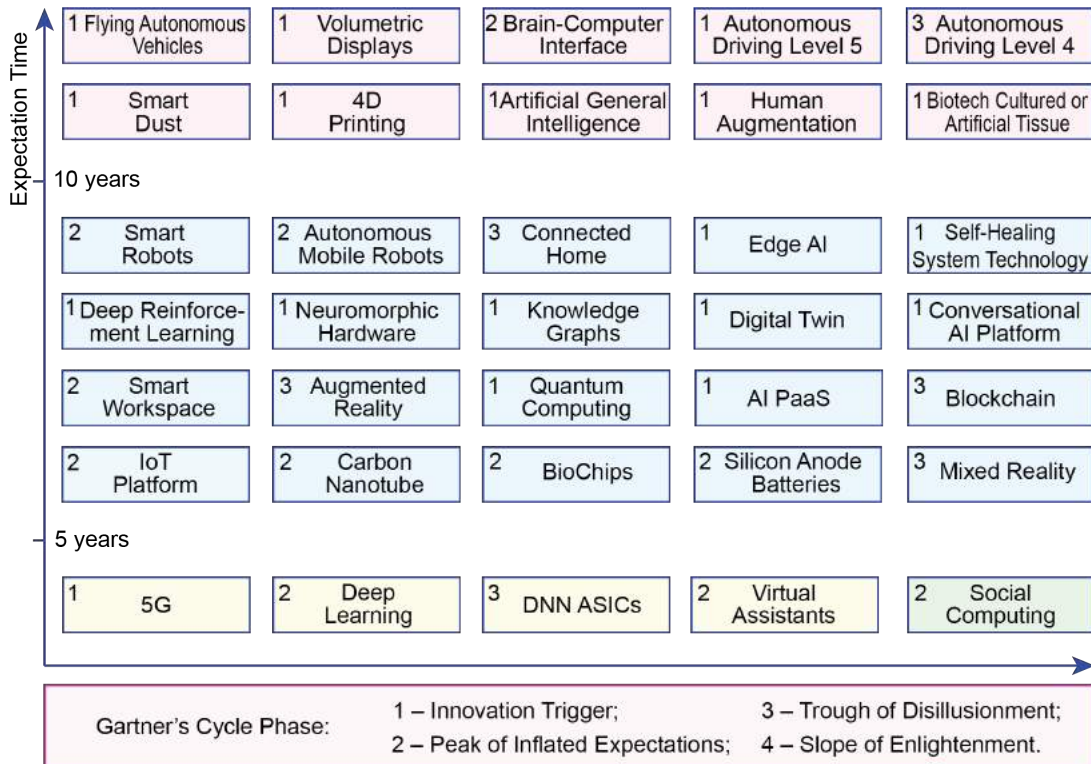 Expectation Time
1 Flying Autonomous
Vehicles
1 Volumetric
Displays
2 Brain-Computer
Interface
1 Autonomous
Driving Level 5
3 Autonomous
Driving Level 4
1 Smart
Dust
1 4D
Printing
1 Artificial General
Intelligence
1 Human
Augmentation
1 Biotech Cultured or
Artificial Tissue
10 years
2 Smart
Robots
2 Autonomous
Mobile Robots
3 Connected
Home
1 Edge AI
1 Self-Healing
System Technology
1 Deep Reinforce-
ment Learning
1 Neuromorphic
Hardware
1 Knowledge
Graphs
1 Digital Twin
1 Conversational
AI Platform
2 Smart
Workspace
3 Augmented
Reality
1 Quantum
Computing
1 AI PaaS
3 Blockchain
2 IoT
Platform
2 Carbon
Nanotube
2 BioChips
2 Silicon Anode
Batteries
3 Mixed Reality
5 years
1 5G
2 Deep
Learning
3 DNN ASICs
2 Virtual
Assistants
2 Social
Computing
Gartner's Cycle Phase:
1 – Innovation Trigger;
2 – Peak of Inflated Expectations;
3 – Trough of Disillusionment;
4 – Slope of Enlightenment.